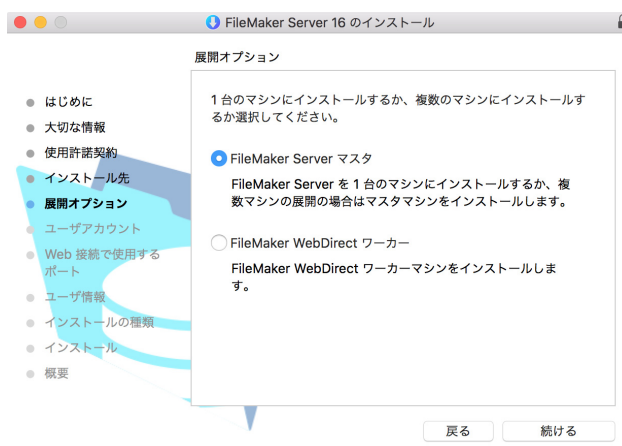 FileMaker Server 16 のインストール
展開オプション
はじめに
大切な情報
使用許諾契約
インストール先
展開オプション
ユーザアカウント
Web 接続で使用する
ポート
ユーザ情報
インストールの種類
インストール
概要
1 台のマシンにインストールするか、複数のマシンにインストールす
るか選択してください。
FileMaker Server マスタ
FileMaker Server を 1 台のマシンにインストールするか、複
数マシンの展開の場合はマスタマシンをインストールします。
FileMaker WebDirect ワーカー
FileMaker WebDirect ワーカーマシンをインストールしま
す。
戻る
続ける